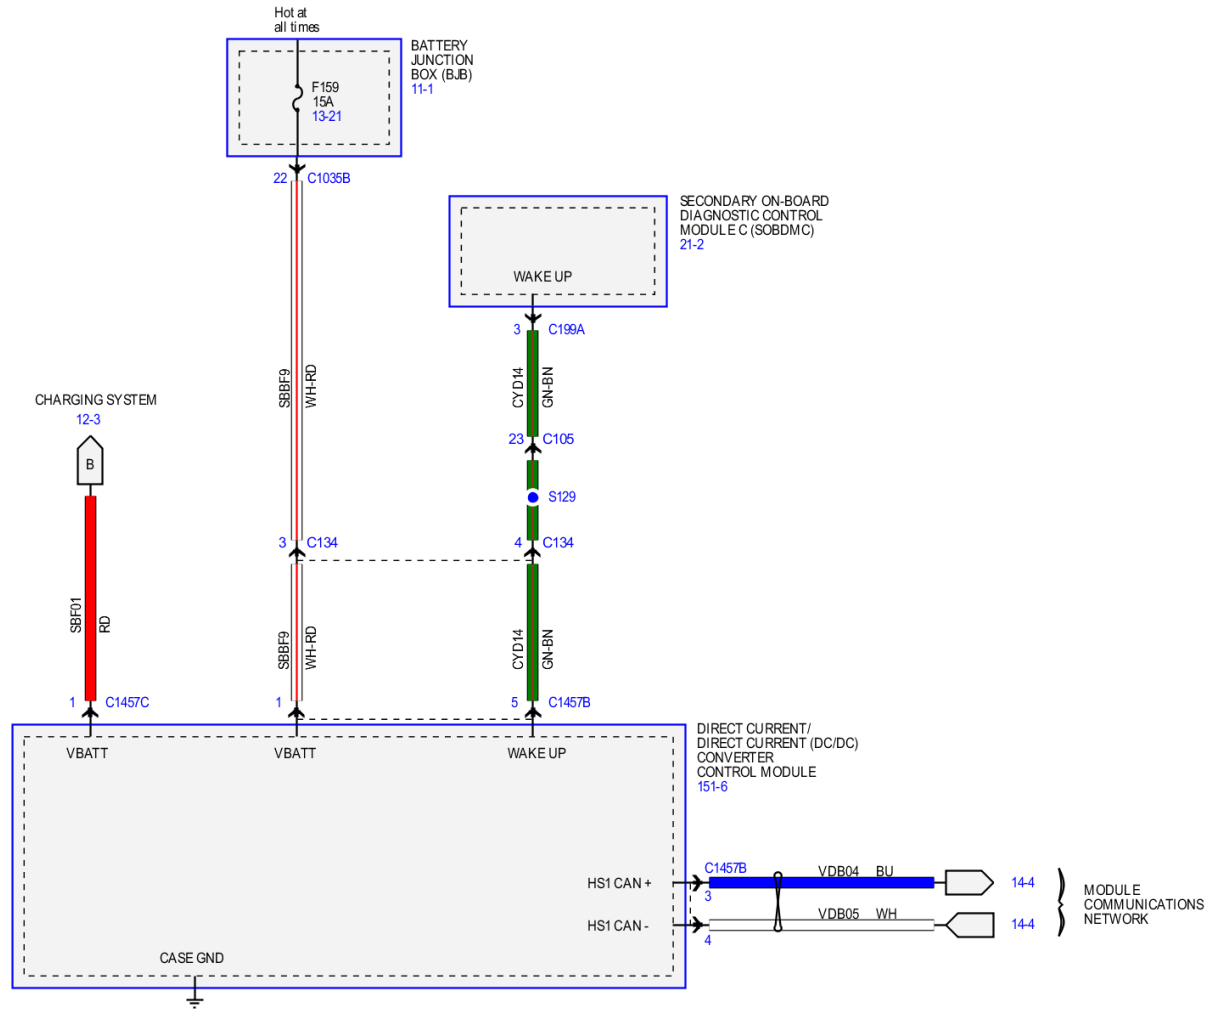 Hot at
all times
BATTERY
JUNCTION
BOX (BJB)
11-1
F159
15A
13-21
22 C1035B
SECONDARY ON-BOARD
DIAGNOSTIC CONTROL
MODULE C (SOBDMC)
21-2
WAKE UP
3 C199A
SBBF9
WH-RD
CYD14
GN-BN
CHARGING SYSTEM
12-3
B
23 C105
S129
3 C134
4 C134
SBF01
RD
SBBF9
WH-RD
CYD14
GN-BN
1 C1457C
1
5 C1457B
DIRECT CURRENT/
DIRECT CURRENT (DC/DC)
CONVERTER
CONTROL MODULE
151-6
VBATT
VBATT
WAKE UP
C1457B
HS1 CAN +
3
VDB04 BU
14-4
HS1 CAN -
4
VDB05 WH
14-4
MODULE
COMMUNICATIONS
NETWORK
CASE GND